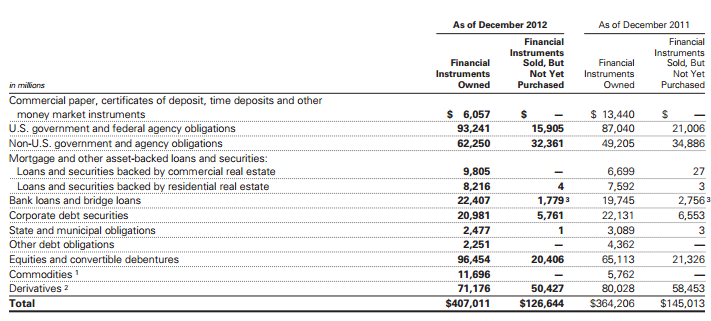 As of December 2012 As of December 2011
Financial Financial
Instruments Instruments
Financial Sold, But Financial Sold, But
Instruments Not Yet Instruments Not Yet
in millions Owned Purchased Owned Purchased
Commercial paper, certificates of deposit, time deposits and other
money market instruments $ 6,057 $ — $ 13,440 $ —
U.S. government and federal agency obligations 93,241 15,905 87,040 21,006
Non-U.S. government and agency obligations 62,250 32,361 49,205 34,886
Mortgage and other asset-backed loans and securities:
Loans and securities backed by commercial real estate 9,805 — 6,699 27
Loans and securities backed by residential real estate 8,216 4 7,592 3
Bank loans and bridge loans 22,407 1,779 3 19,745 2,756 3
Corporate debt securities 20,981 5,761 22,131 6,553
State and municipal obligations 2,477 1 3,089 3
Other debt obligations 2,251 — 4,362 —
Equities and convertible debentures 96,454 20,406 65,113 21,326
Commodities 1 11,696 — 5,762 —
Derivatives 2 71,176 50,427 80,028 58,453
Total $407,011 $126,644 $364,206 $145,013